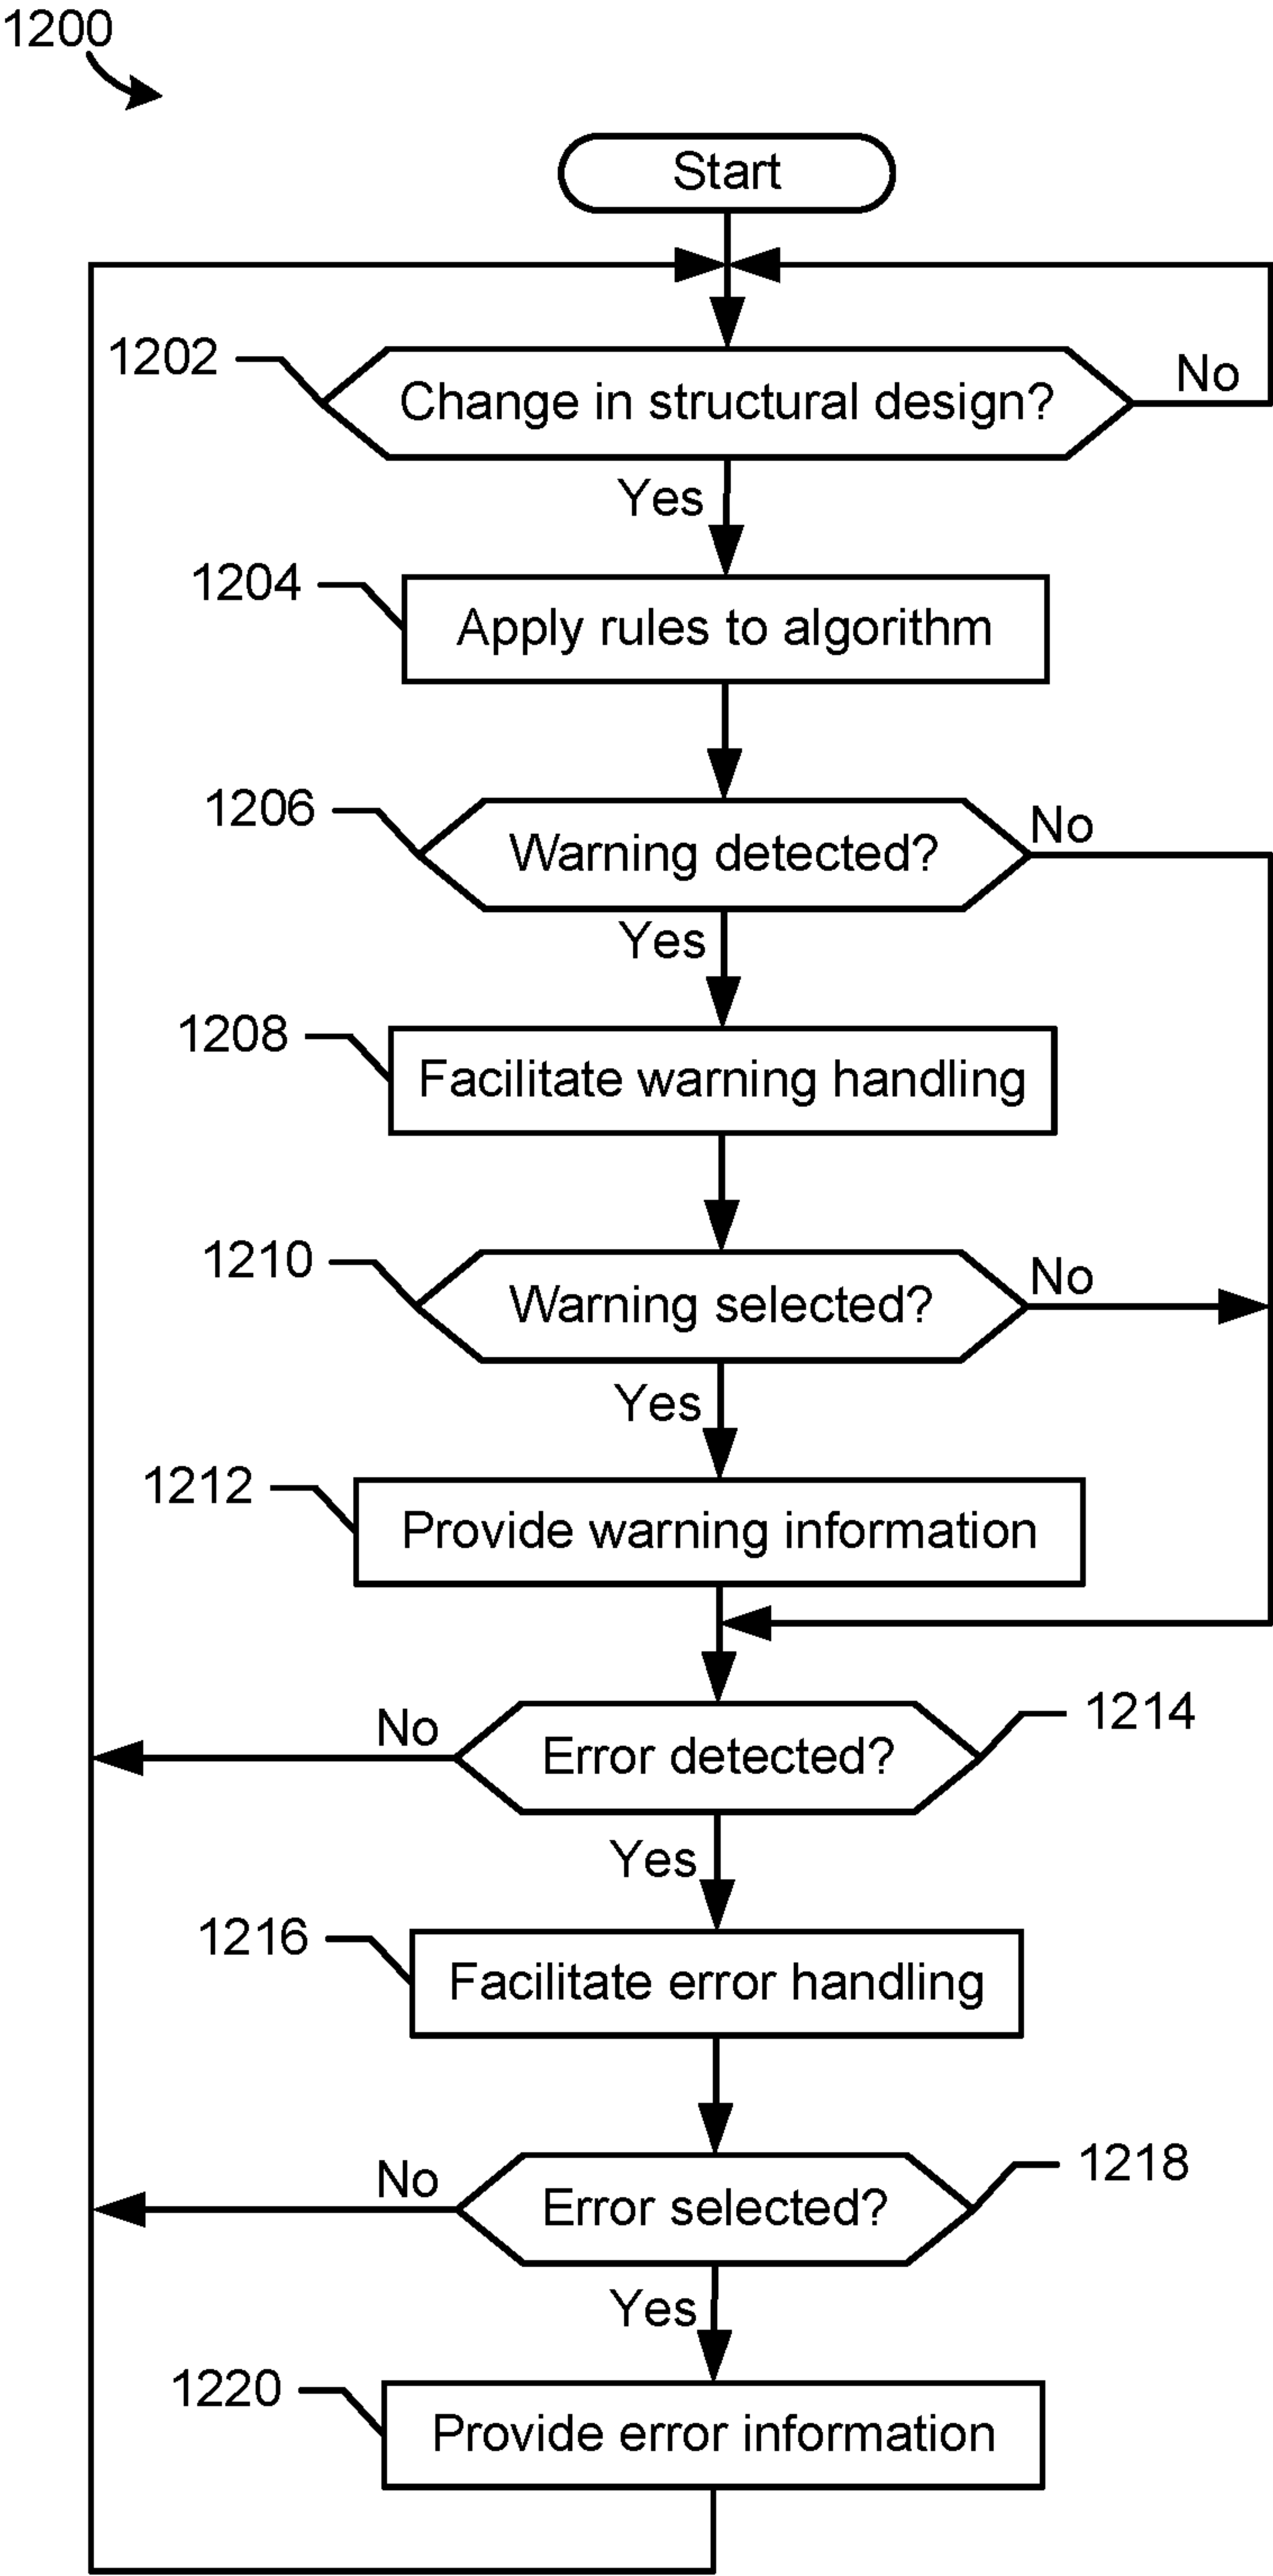 1200
Start
1202
Change in structural design?
No
Yes
1204
Apply rules to algorithm
1206
Warning detected?
No
Yes
1208
Facilitate warning handling
1210
Warning selected?
No
Yes
1212
Provide warning information
1214
No
Error detected?
Yes
1216
Facilitate error handling
1218
No
Error selected?
Yes
1220
Provide error information